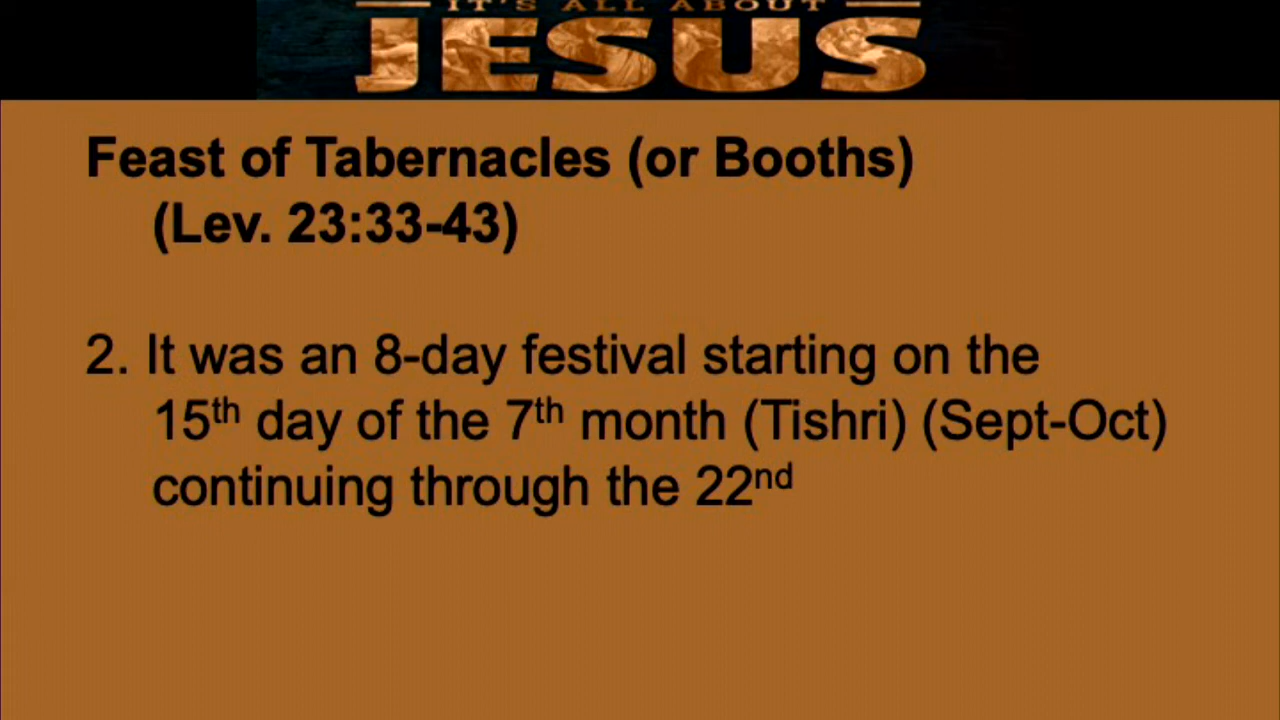 IT'S ALL ABOUT
JESUS
Feast of Tabernacles (or Booths)
(Lev. 23:33-43)
2. It was an 8-day festival starting on the
15th day of the 7th month (Tishri) (Sept-Oct)
continuing through the 22nd